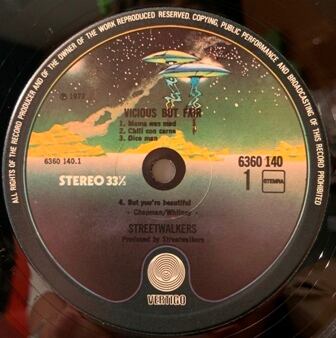 ALL RIGHTS OF THE RECORD PRODUCER AND OF THE OWNER OF THE WORK REPRODUCED RESERVED. COPYING, PUBLIC PERFORMANCE AND BROADCASTING OF THIS RECORD PROHIBITED
℗ 1977
VICIOUS BUT FAIR
1. Mama was mad
2. Chilli con carne
3. Dice man
6360 140.1
6360 140
STEREO 33⅓
1
STEMRA
4. But you're beautiful
- Chapman/Whitney -
STREETWALKERS
Produced by Streetwalkers
VERTIGO